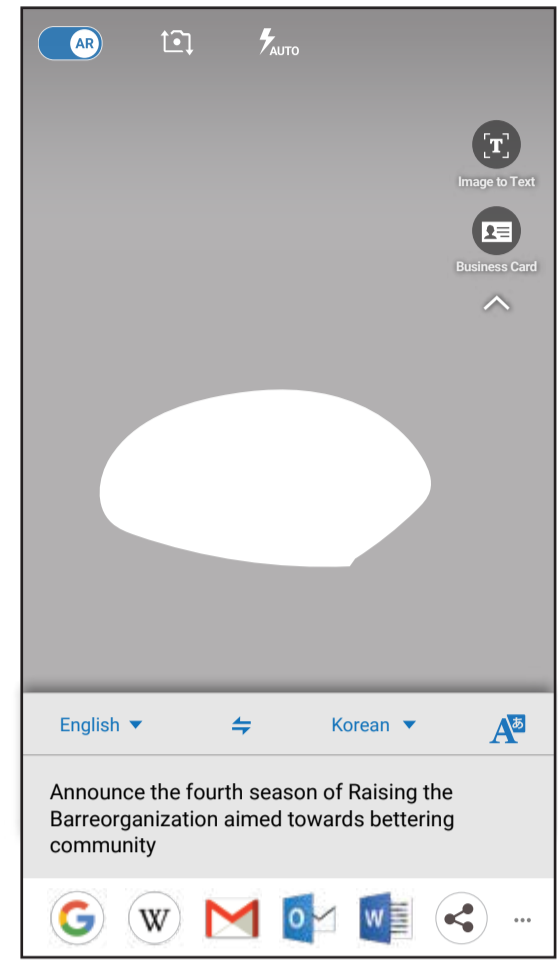 AR
AUTO
T
Image to Text
Business Card
English
Korean
A あ
Announce the fourth season of Raising the
Barreorganization aimed towards bettering
community
G W M O W ...